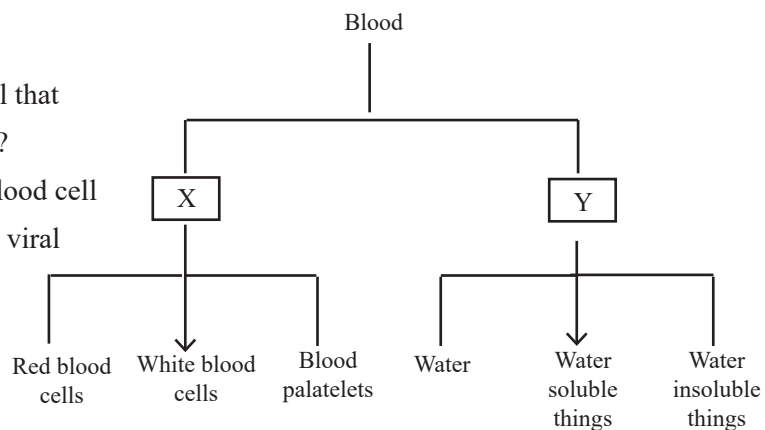 Blood
l that
?
lood cell
viral
X
Y
Red blood
cells
White blood
cells
Blood
palatelets
Water
Water
soluble
things
Water
insoluble
things